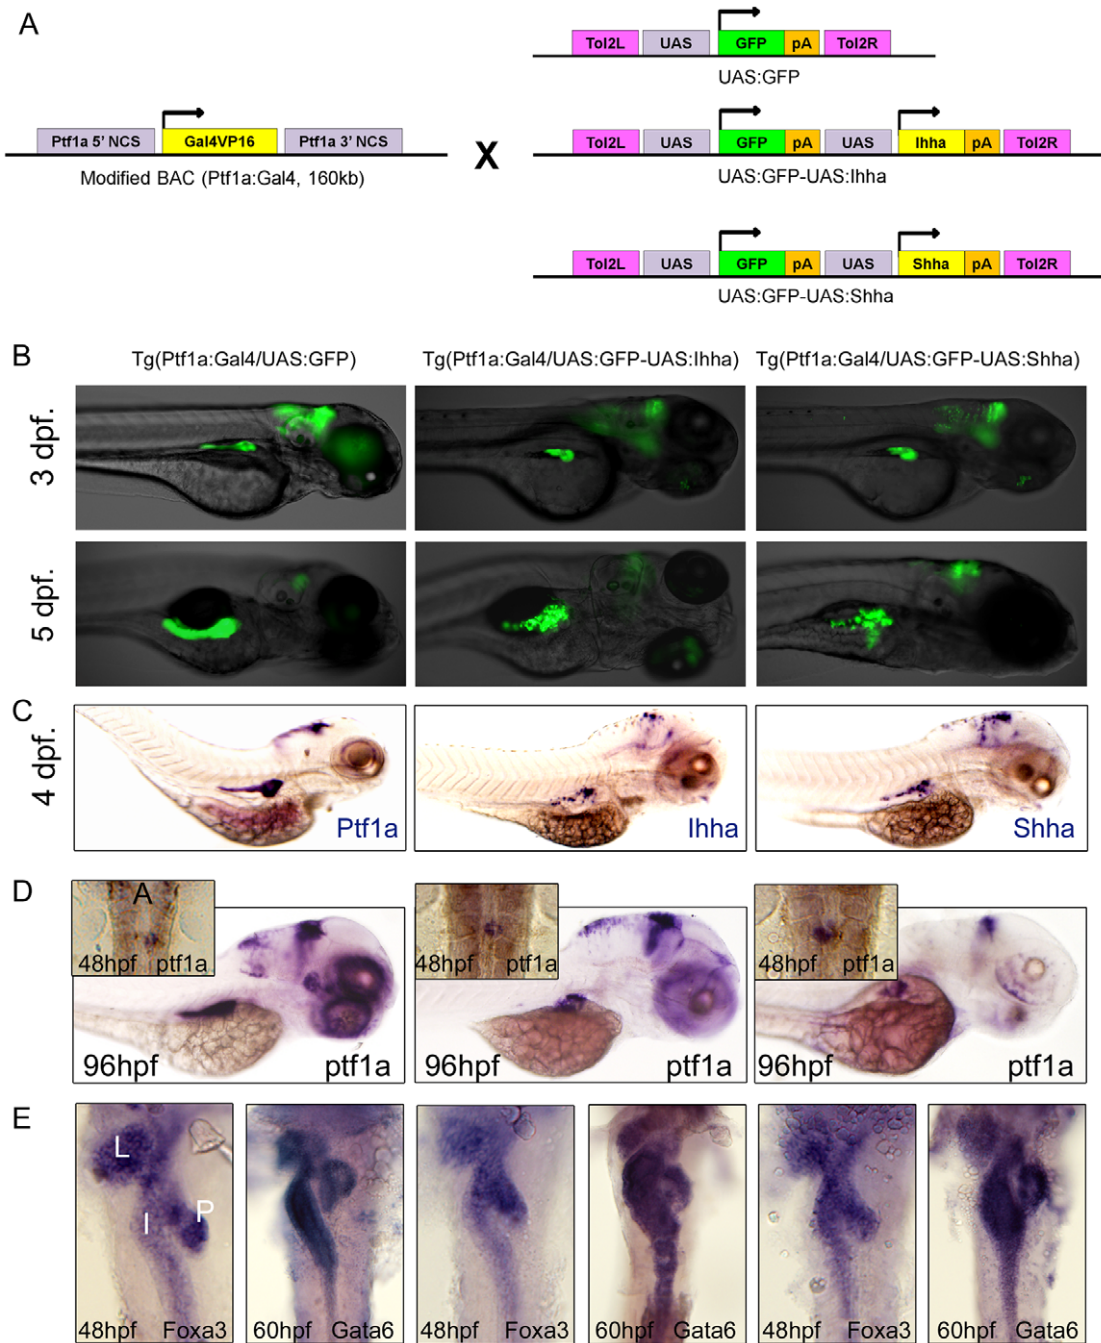 A
Tol2L UAS GFP pA Tol2R
UAS:GFP
Ptf1a 5' NCS Gal4VP16 Ptf1a 3' NCS
Modified BAC (Ptf1a:Gal4, 160kb)
X
Tol2L UAS GFP pA UAS Ihha pA Tol2R
UAS:GFP-UAS:Ihha
Tol2L UAS GFP pA UAS Shha pA Tol2R
UAS:GFP-UAS:Shha
B
Tg(Ptf1a:Gal4/UAS:GFP) Tg(Ptf1a:Gal4/UAS:GFP-UAS:Ihha) Tg(Ptf1a:Gal4/UAS:GFP-UAS:Shha)
3 dpf.
5 dpf.
C
4 dpf.
Ptf1a Ihha Shha
D
A
48hpf ptf1a 48hpf ptf1a 48hpf ptf1a
96hpf ptf1a 96hpf ptf1a 96hpf ptf1a
E
L
I P
48hpf Foxa3 60hpf Gata6 48hpf Foxa3 60hpf Gata6 48hpf Foxa3 60hpf Gata6